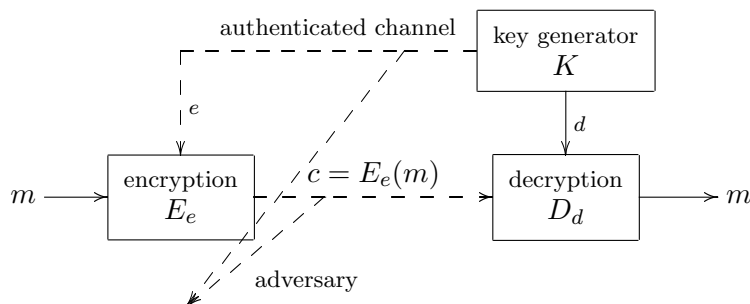 authenticated channel
key generator
K
e
d
m
encryption
E_e
c = E_e(m)
decryption
D_d
m
adversary